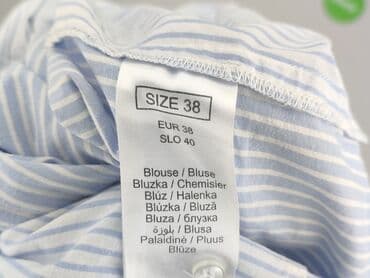 SIZE 38
EUR 38
SLO 40
Blouse / Bluse
Bluzka / Chemisier
Blúz / Halenka
Blúzka / Bluză
Bluza / блузка
بلوزة / Blusa
Palaidinė / Pluus
Blūze